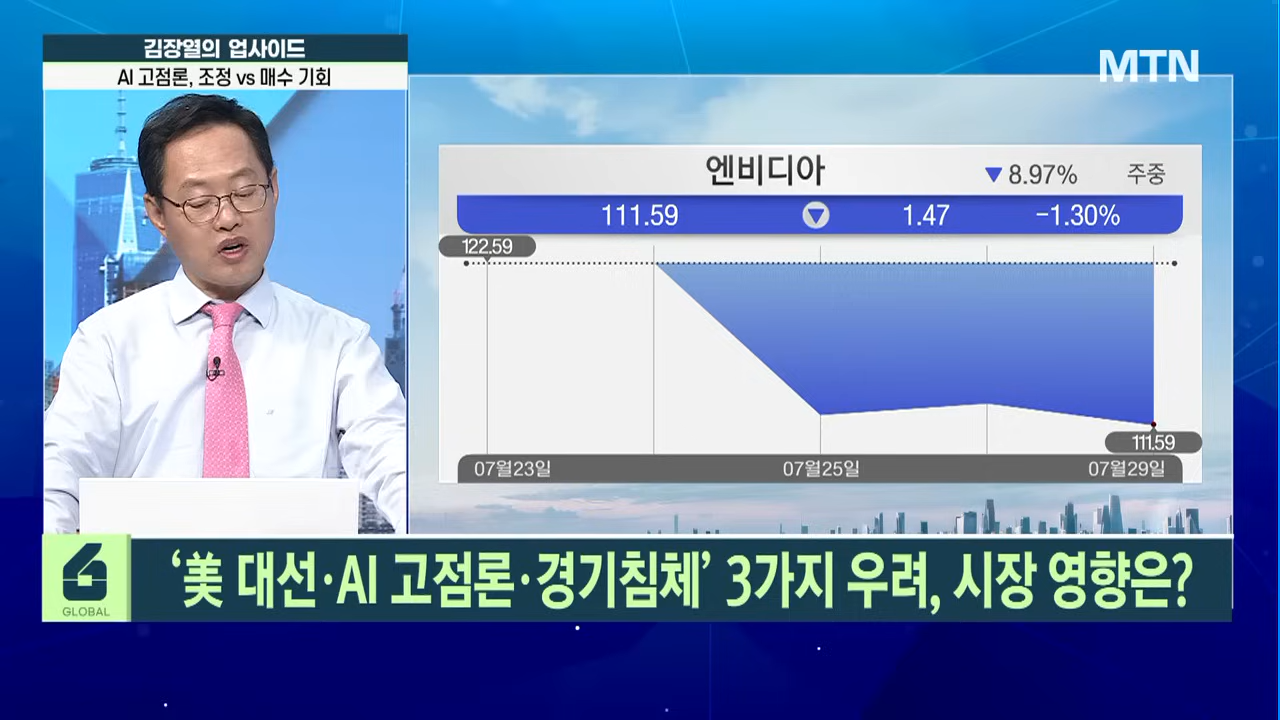 김장열의 업사이드
AI 고점론, 조정 vs 매수 기회
MTN
엔비디아 ▼ 8.97% 주중
111.59 ▽ 1.47 -1.30%
122.59
111.59
07월23일 07월25일 07월29일
6 GLOBAL
‘美 대선·AI 고점론·경기침체’ 3가지 우려, 시장 영향은?